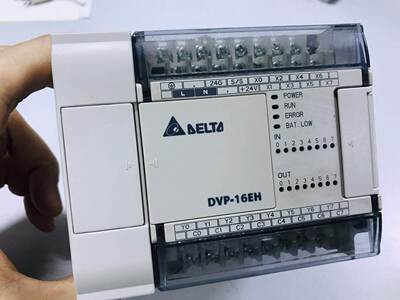 24G S/S X0 X2 X4 X6
L N +24V X1 X3 X5 X7
POWER
RUN
ERROR
BAT.LOW
IN
0 1 2 3 4 5 6 7
DELTA
OUT
0 1 2 3 4 5 6 7
DVP-16EH
Y0 Y1 Y2 Y3 Y4 Y5 Y6 Y7
C0 C1 C2 C3 C4 C5 C6 C7